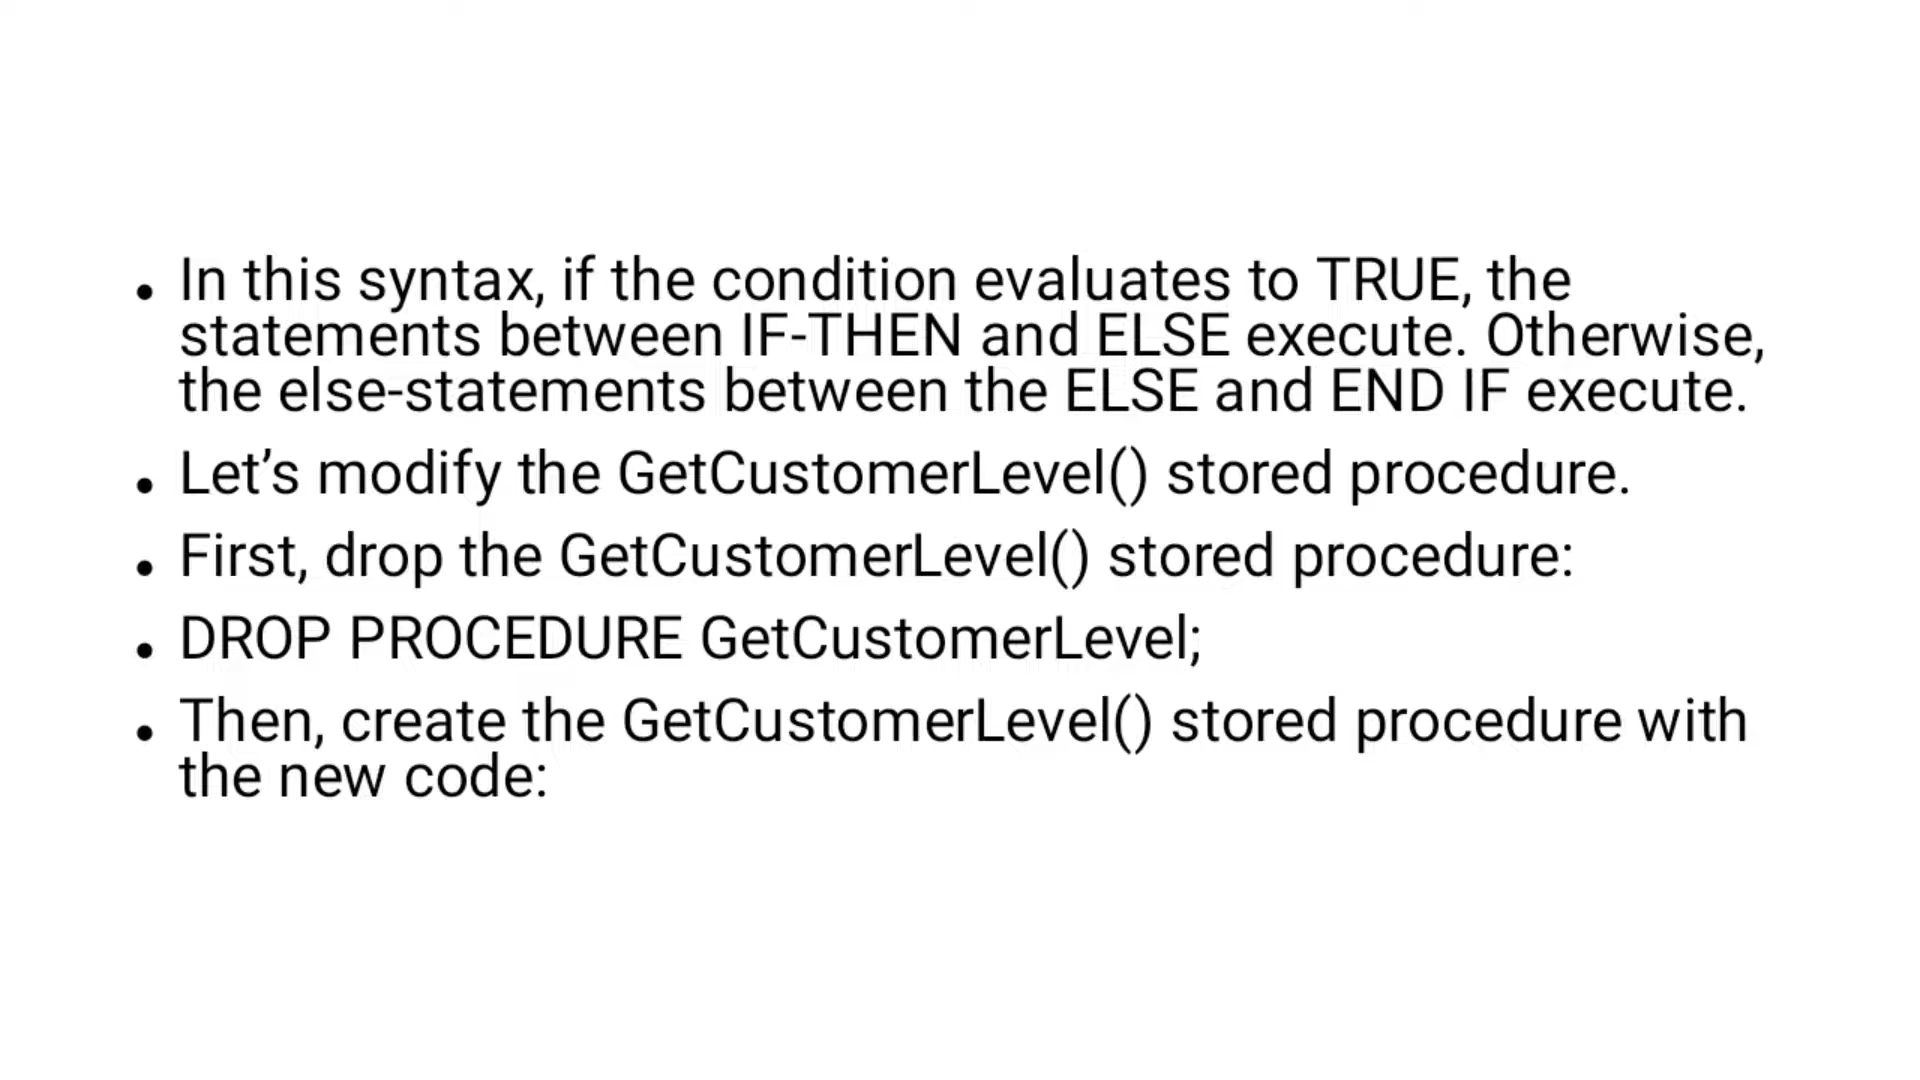 • In this syntax, if the condition evaluates to TRUE, the
statements between IF-THEN and ELSE execute. Otherwise,
the else-statements between the ELSE and END IF execute.
• Let’s modify the GetCustomerLevel() stored procedure.
• First, drop the GetCustomerLevel() stored procedure:
• DROP PROCEDURE GetCustomerLevel;
• Then, create the GetCustomerLevel() stored procedure with
the new code: